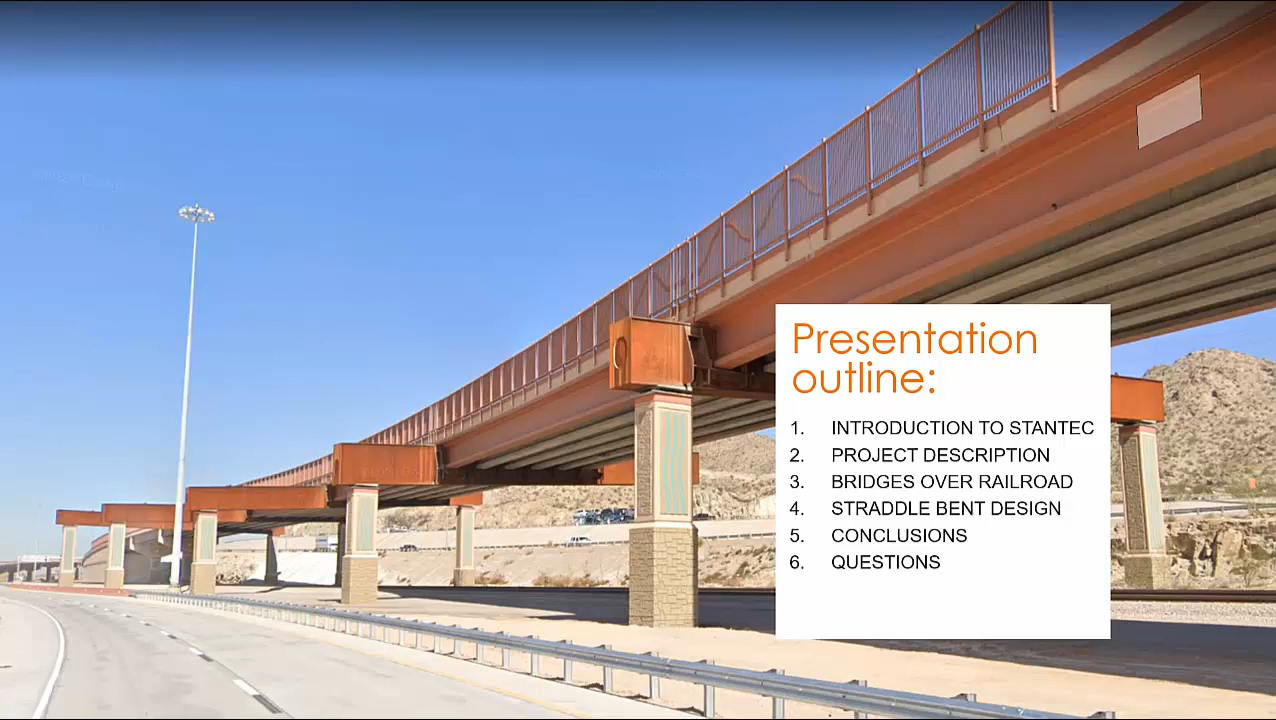 Presentation
outline:
1. INTRODUCTION TO STANTEC
2. PROJECT DESCRIPTION
3. BRIDGES OVER RAILROAD
4. STRADDLE BENT DESIGN
5. CONCLUSIONS
6. QUESTIONS